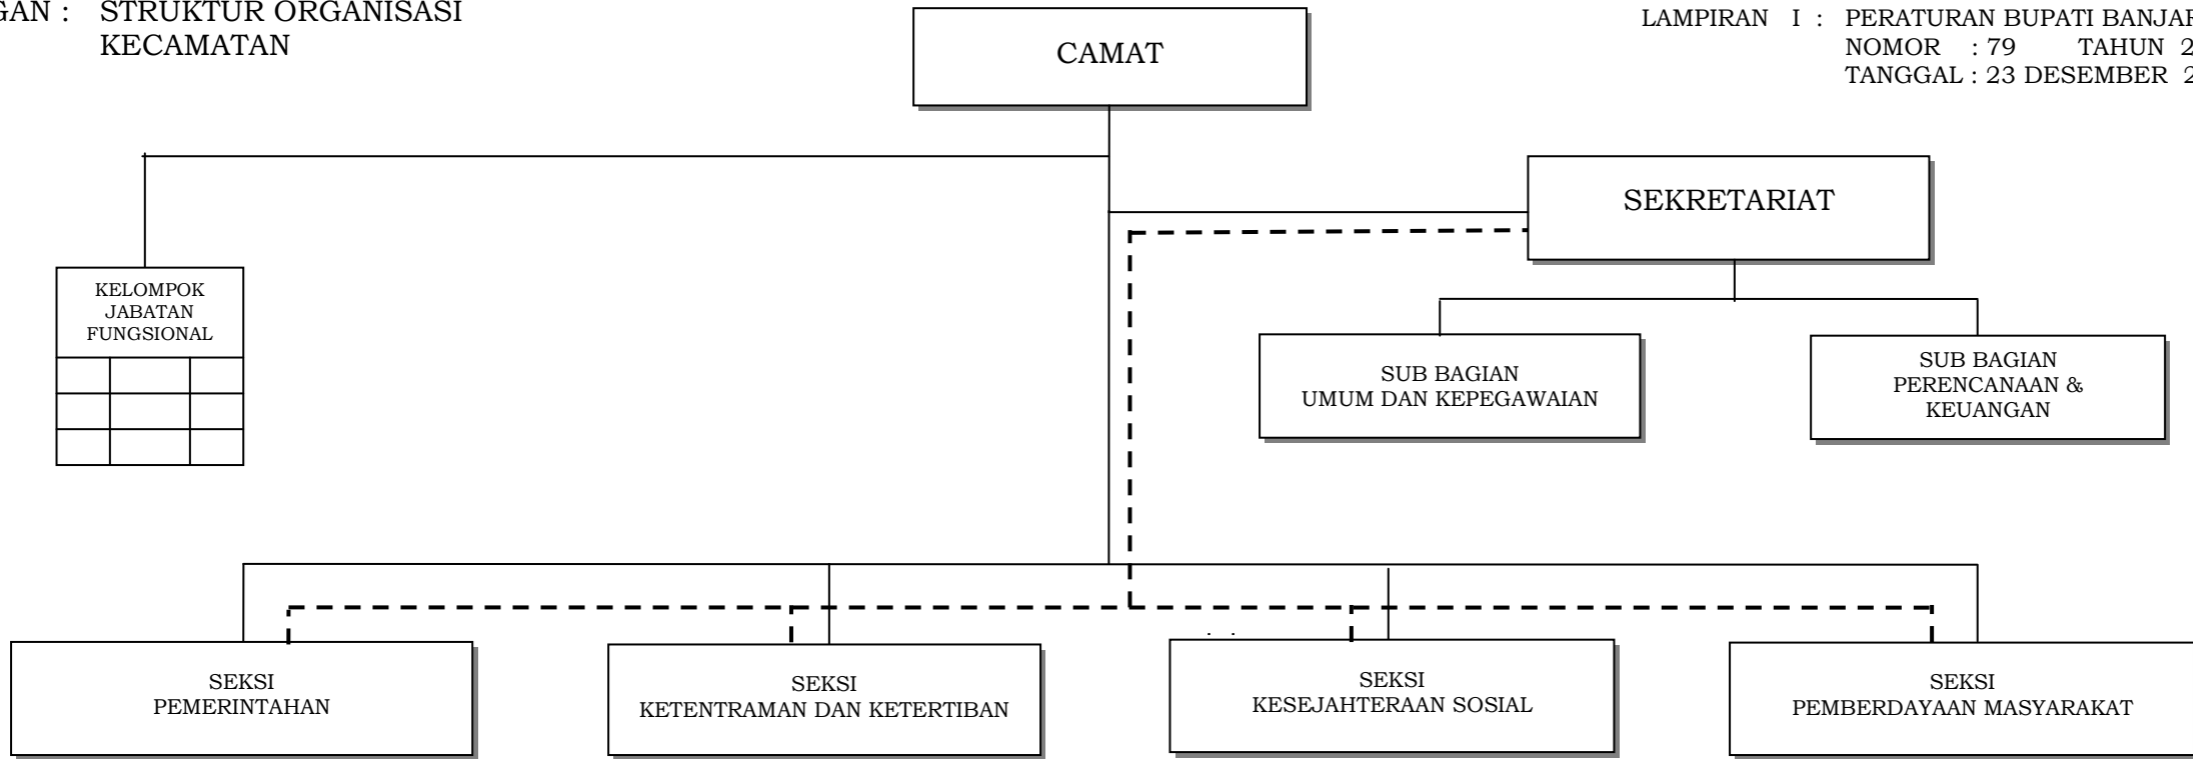 GAN : STRUKTUR ORGANISASI
KECAMATAN
LAMPIRAN I : PERATURAN BUPATI BANJAR
NOMOR : 79 TAHUN 2
TANGGAL : 23 DESEMBER 2
CAMAT
SEKRETARIAT
KELOMPOK
JABATAN
FUNGSIONAL
SUB BAGIAN
UMUM DAN KEPEGAWAIAN
SUB BAGIAN
PERENCANAAN &
KEUANGAN
SEKSI
PEMERINTAHAN
SEKSI
KETENTRAMAN DAN KETERTIBAN
SEKSI
KESEJAHTERAAN SOSIAL
SEKSI
PEMBERDAYAAN MASYARAKAT